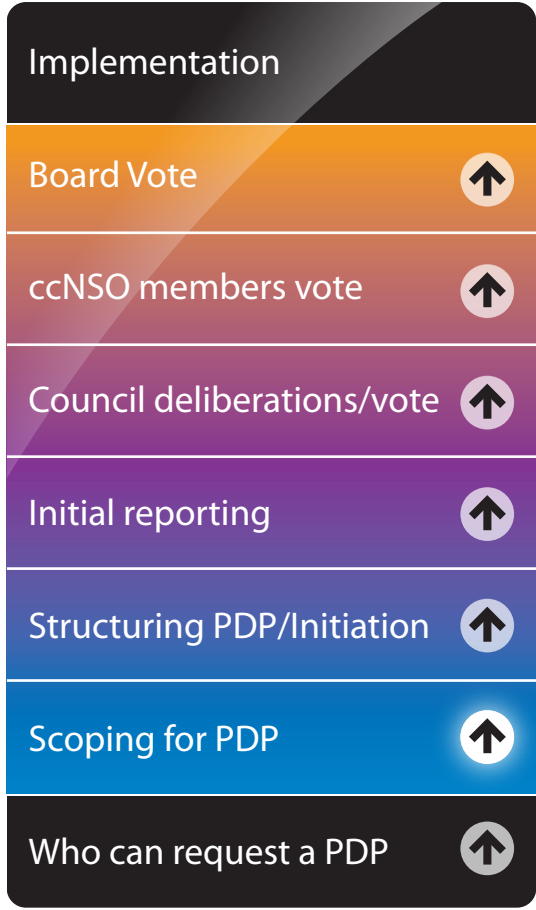 Implementation
Board Vote
ccNSO members vote
Council deliberations/vote
Initial reporting
Structuring PDP/Initiation
Scoping for PDP
Who can request a PDP